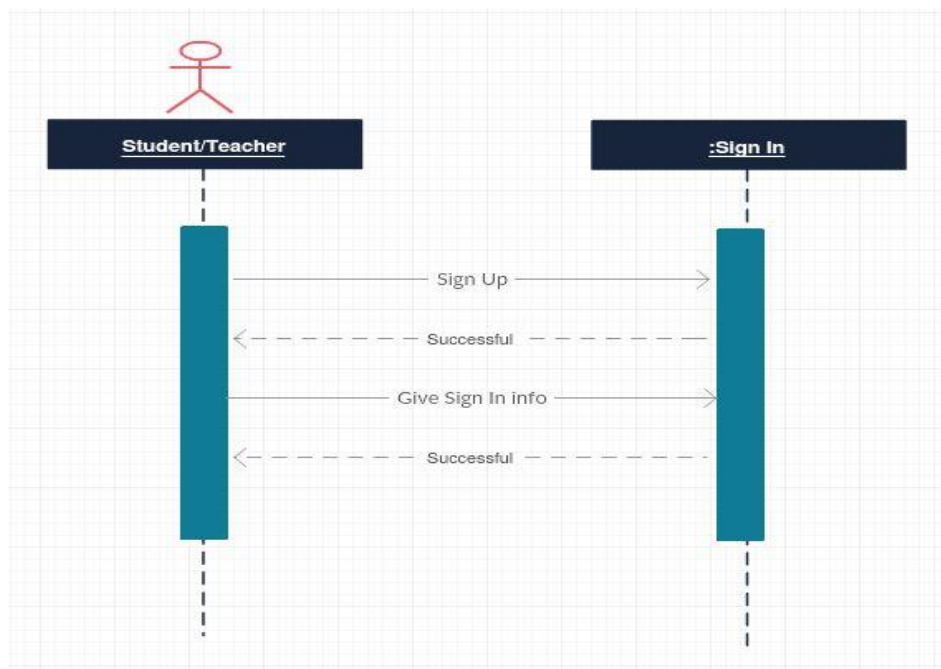 Student/Teacher
:Sign In
Sign Up
Successful
Give Sign In info
Successful